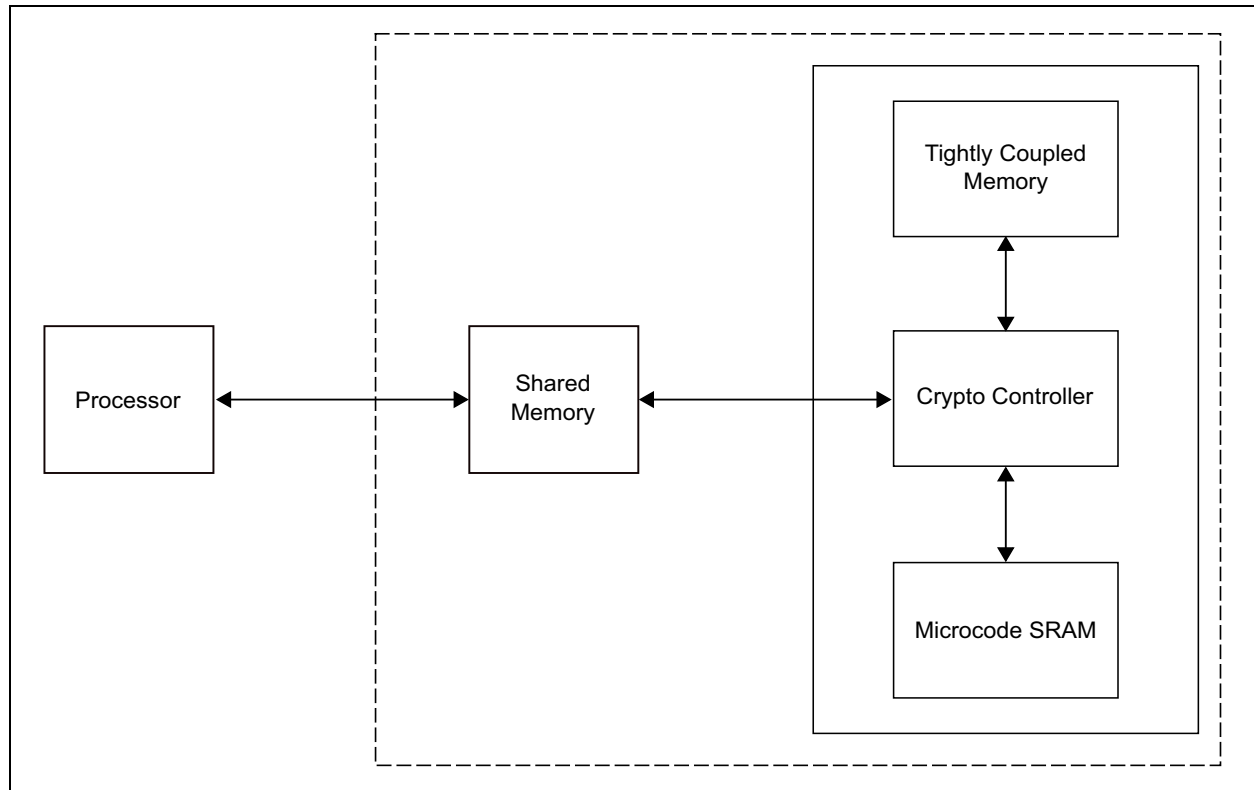 Tightly Coupled
Memory
Processor
Shared
Memory
Crypto Controller
Microcode SRAM